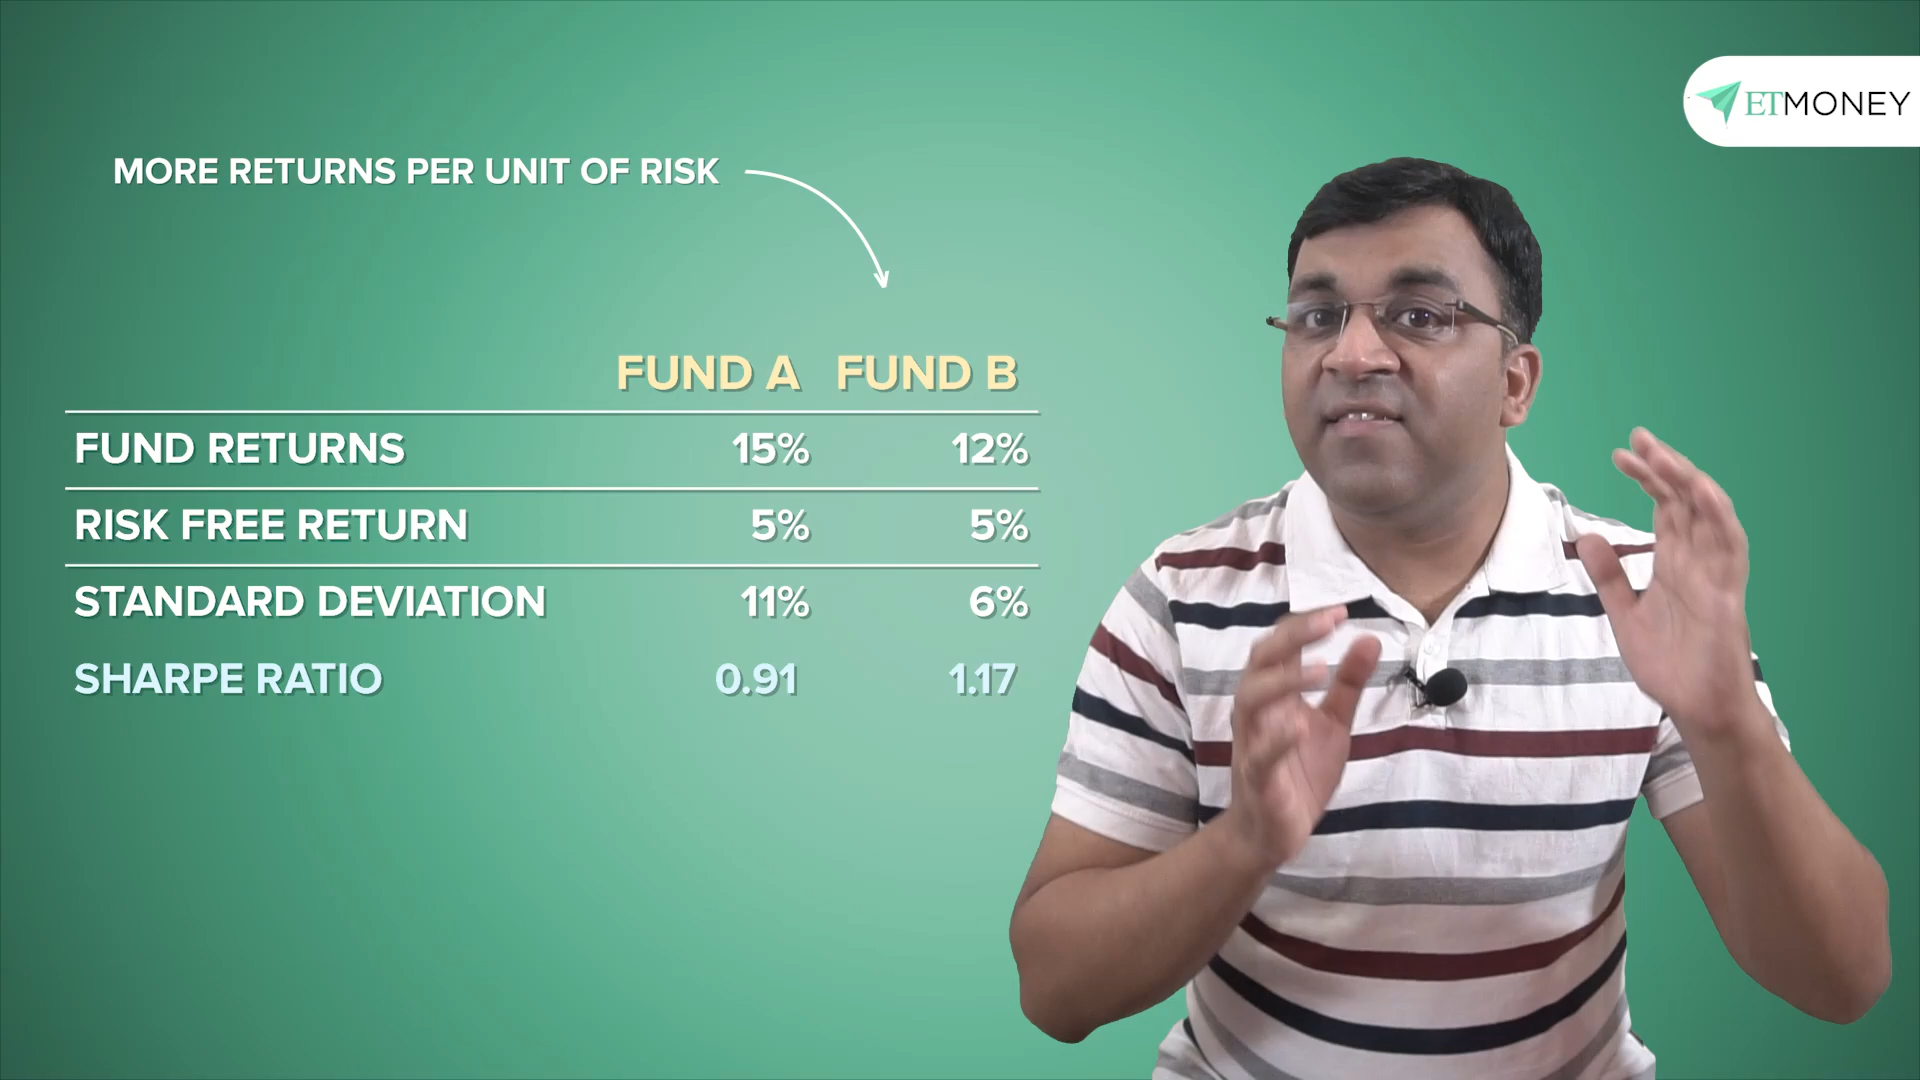 ETMONEY
MORE RETURNS PER UNIT OF RISK
FUND A FUND B
FUND RETURNS 15% 12%
RISK FREE RETURN 5% 5%
STANDARD DEVIATION 11% 6%
SHARPE RATIO 0.91 1.17